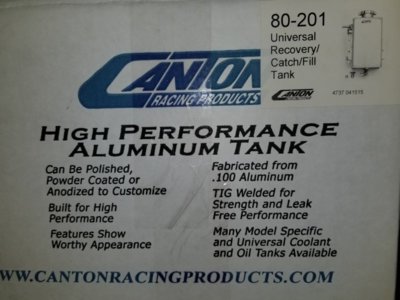 80-201
Universal
Recovery/
Catch/Fill
Tank
CANTON
4737 041515
CANTON
RACING PRODUCTS
HIGH PERFORMANCE
ALUMINUM TANK
Can Be Polished,
Powder Coated or
Anodized to Customize
Built for High
Performance
Features Show
Worthy Appearance
Fabricated from
.100 Aluminum
TIG Welded for
Strength and Leak
Free Performance
Many Model Specific
and Universal Coolant
and Oil Tanks Available
WWW.CANTONRACINGPRODUCTS.COM